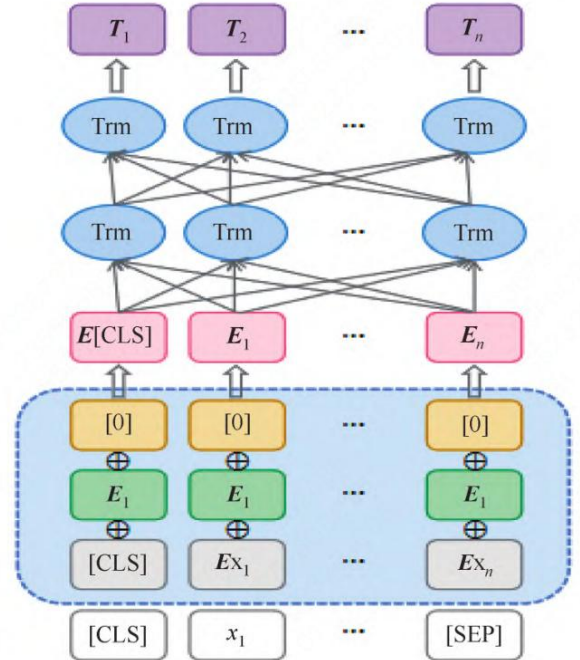 T1 T2 ... Tn
Trm Trm ... Trm
Trm Trm ... Trm
E[CLS] E1 ... En
[0] [0] ... [0]
⊕ ⊕ ⊕
E1 E1 ... E1
⊕ ⊕ ⊕
[CLS] Ex1 ... Exn
[CLS] x1 ... [SEP]